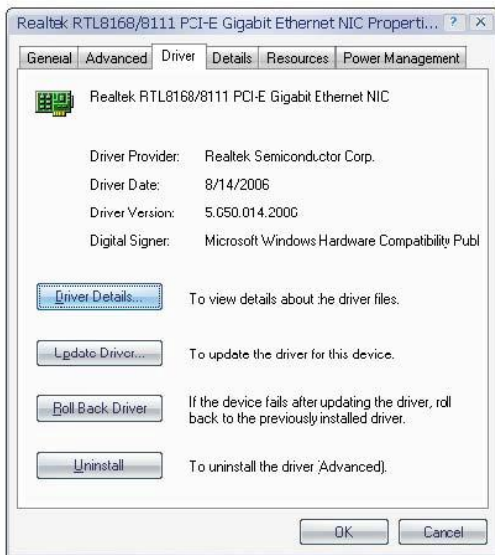 Realtek RTL8168/8111 PCI-E Gigabit Ethernet NIC Properti... ? X
General Advanced Driver Details Resources Power Management
Realtek RTL8168/8111 PCI-E Gigabit Ethernet NIC
Driver Provider: Realtek Semiconductor Corp.
Driver Date: 8/14/2006
Driver Version: 5.650.014.2006
Digital Signer: Microsoft Windows Hardware Compatibility Publ
Driver Details... To view details about the driver files.
Update Driver... To update the driver for this device.
Roll Back Driver If the device fails after updating the driver, roll
back to the previously installed driver.
Uninstall To uninstall the driver (Advanced).
OK Cancel